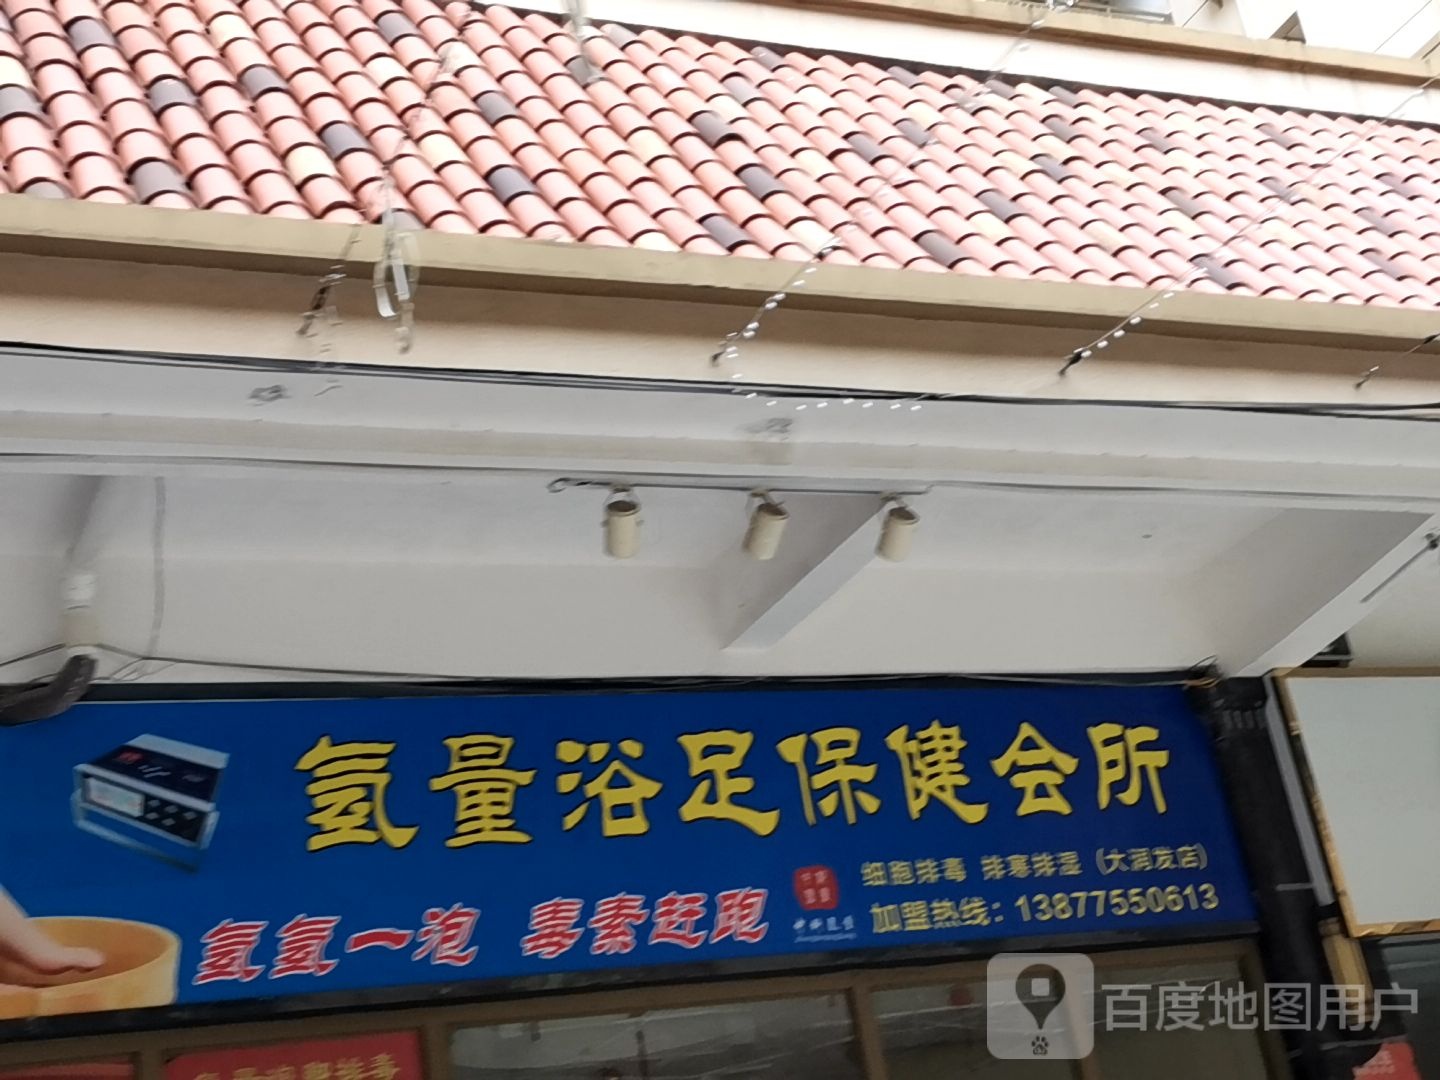 氢量浴足保健会所
细胞排毒 排寒排湿 (大润发店)
加盟热线：13877550613
氢氢一泡 毒素赶跑
百度地图用户